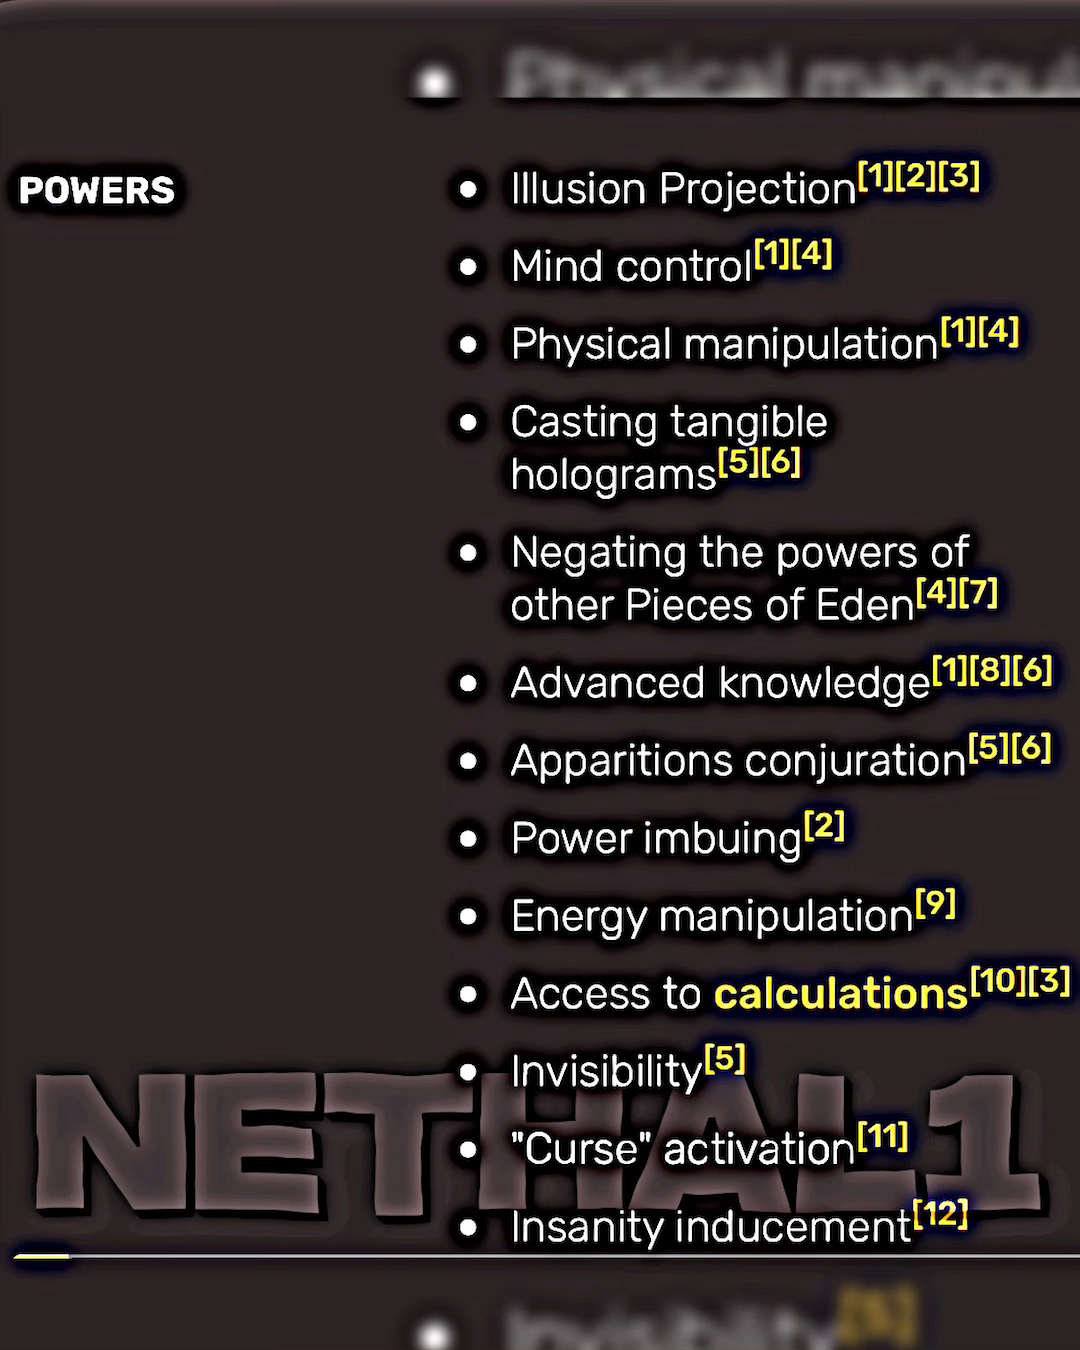 Physical manipul
POWERS
Illusion Projection[1][2][3]
Mind control[1][4]
Physical manipulation[1][4]
Casting tangible
holograms[5][6]
Negating the powers of
other Pieces of Eden[4][7]
Advanced knowledge[1][8][6]
Apparitions conjuration[5][6]
Power imbuing[2]
Energy manipulation[9]
Access to calculations[10][3]
Invisibility[5]
"Curse" activation[11]
Insanity inducement[12]
NETHAL1
Invisibility[5]